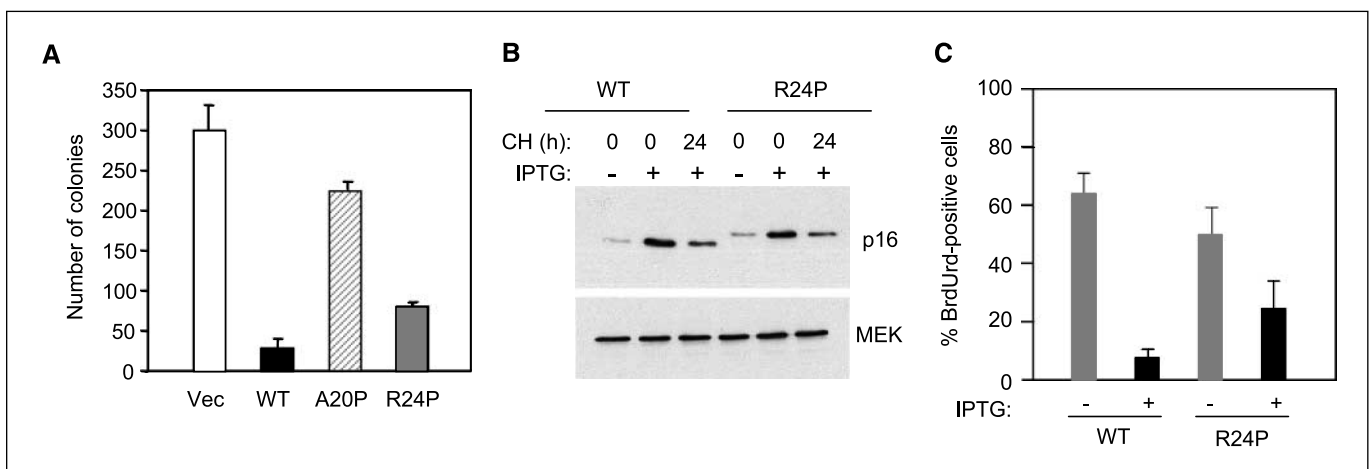 A
Number of colonies
350
300
250
200
150
100
50
0
Vec WT A20P R24P
B
WT R24P
CH (h): 0 0 24 0 0 24
IPTG: - + + - + +
p16
MEK
C
% BrdUrd-positive cells
100
80
60
40
20
0
IPTG: - + - +
WT R24P